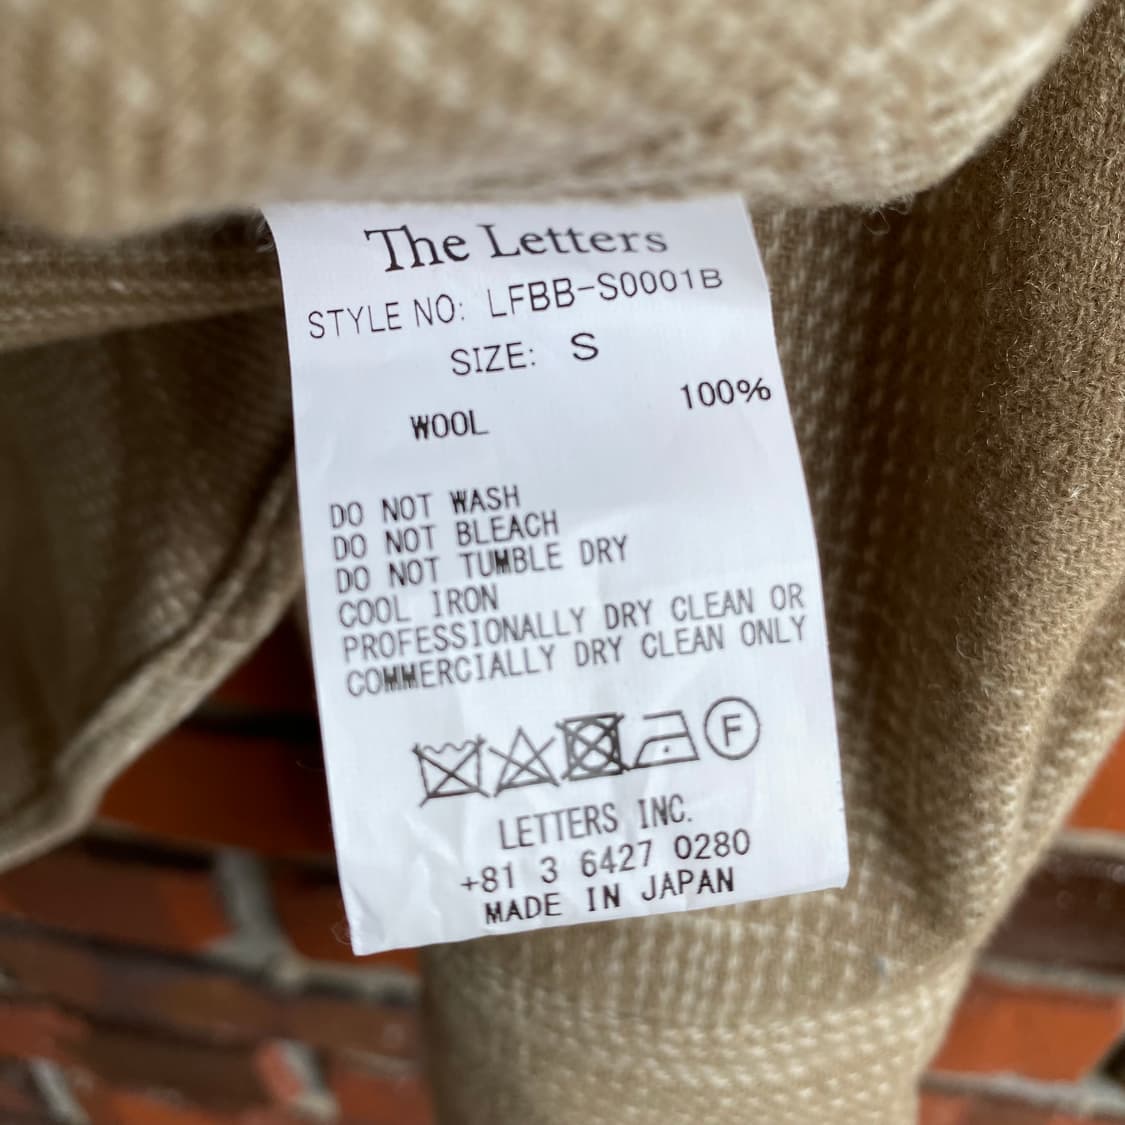 The Letters
STYLE NO: LFBB-S0001B
SIZE: S
WOOL 100%
DO NOT WASH
DO NOT BLEACH
DO NOT TUMBLE DRY
COOL IRON
PROFESSIONALLY DRY CLEAN OR
COMMERCIALLY DRY CLEAN ONLY
F
LETTERS INC.
+81 3 6427 0280
MADE IN JAPAN